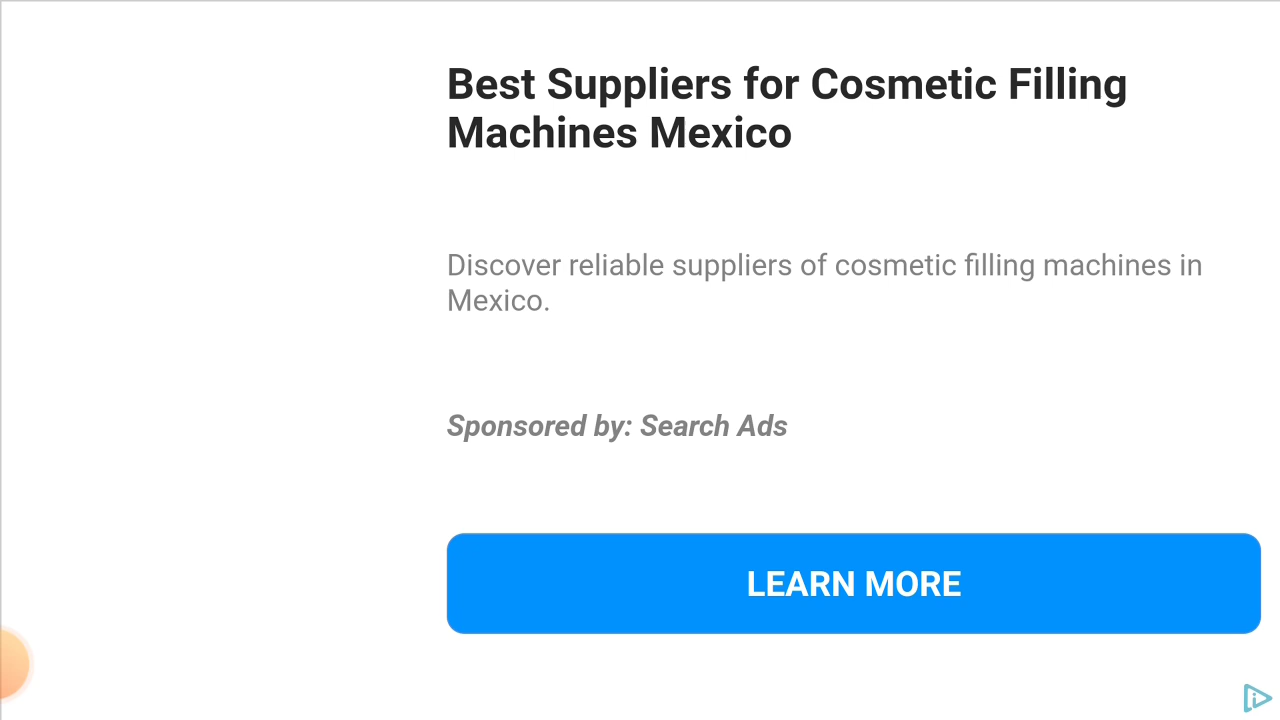 Best Suppliers for Cosmetic Filling
Machines Mexico
Discover reliable suppliers of cosmetic filling machines in
Mexico.
Sponsored by: Search Ads
LEARN MORE